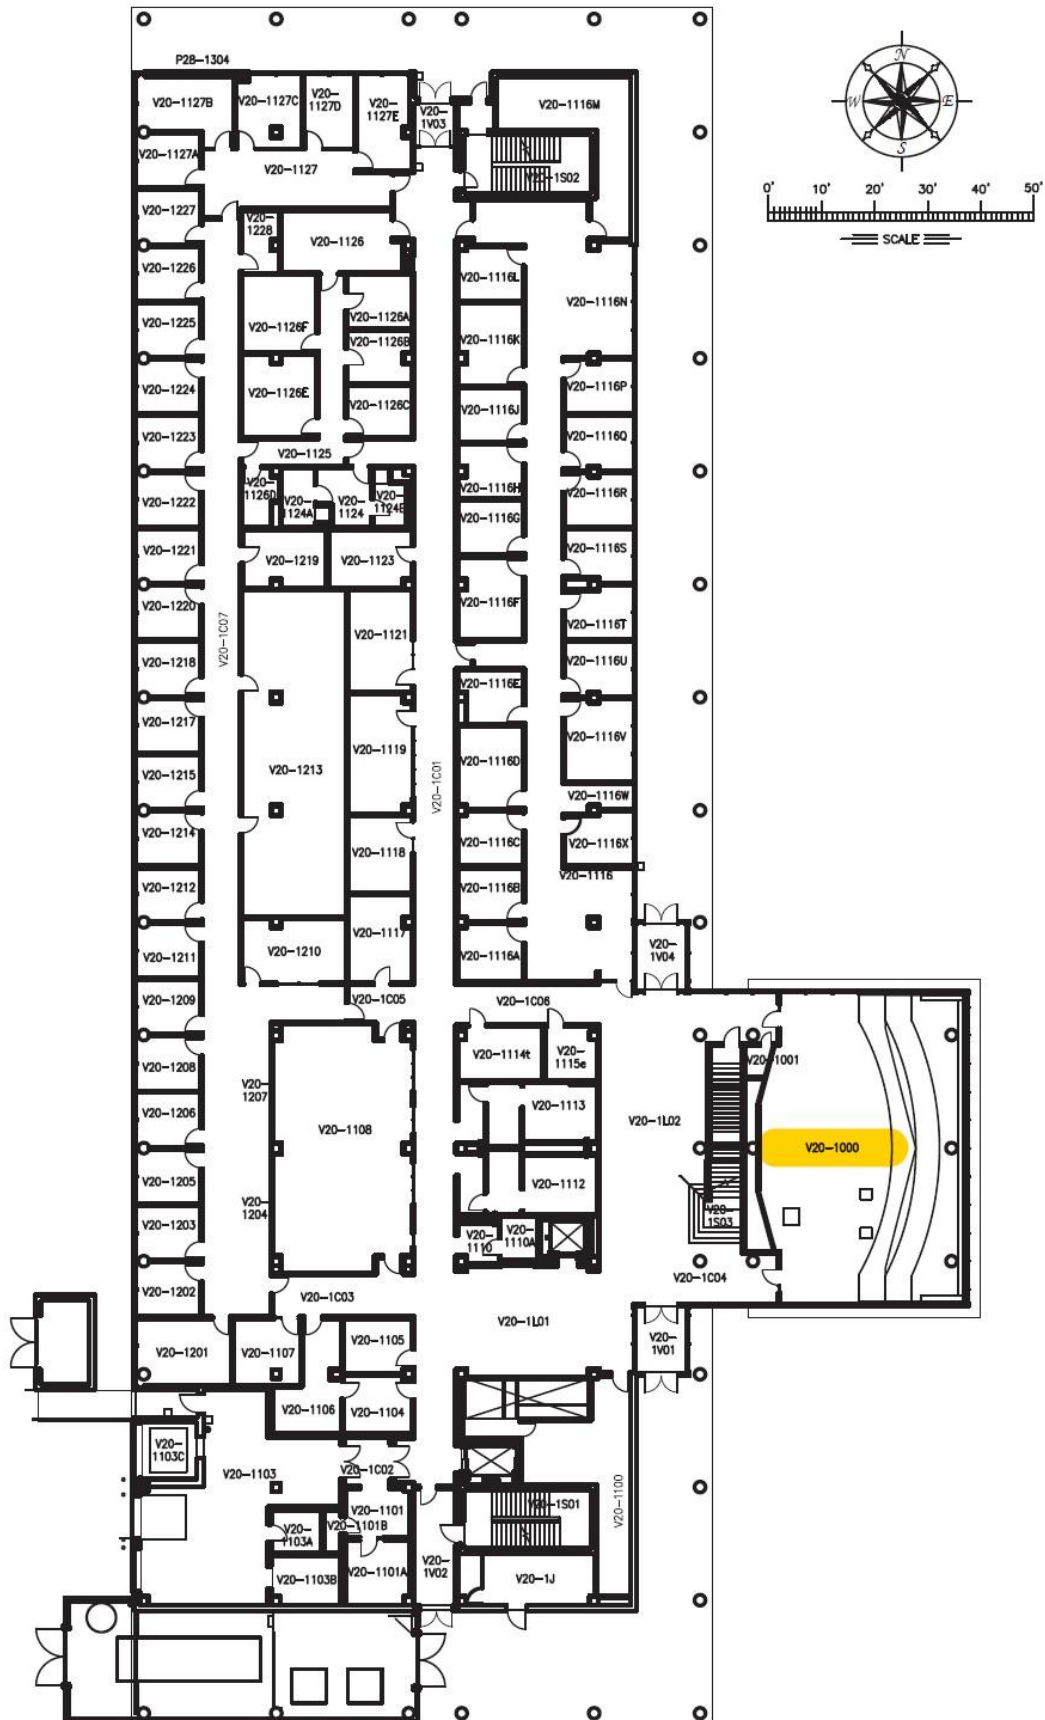 P28-1304
N
W
E
S
0' 10' 20' 30' 40' 50'
SCALE
V20-1127B
V20-1127C
V20-
1127D
V20-
1127E
V20-
1V03
V20-1116M
V20-1127A
V20-1127
V20-1S02
V20-1227
V20-
1228
V20-1126
V20-1226
V20-1116L
V20-1225
V20-1126F
V20-1126A
V20-1116N
V20-1126B
V20-1116K
V20-1224
V20-1126E
V20-1126C
V20-1116J
V20-1116P
V20-1223
V20-1125
V20-1116Q
V20-1222
V20-
1126D
V20-
1124A
V20-
1124
V20-
1124B
V20-1116H
V20-1116R
V20-1116G
V20-1221
V20-1219
V20-1123
V20-1116S
V20-1220
V20-1116F
V20-1C07
V20-1121
V20-1116T
V20-1218
V20-1116U
V20-1116E
V20-1217
V20-1119
V20-1116V
V20-1215
V20-1213
V20-1C01
V20-1116D
V20-1116W
V20-1214
V20-1118
V20-1116C
V20-1116X
V20-1212
V20-1116B
V20-1116
V20-1211
V20-1210
V20-1117
V20-1116A
V20-
1V04
V20-1209
V20-1C05
V20-1C06
V20-1208
V20-1114t
V20-
1115e
V20-1001
V20-
1207
V20-1206
V20-1108
V20-1113
V20-1L02
V20-1000
V20-1205
V20-1112
V20-
1204
V20-1203
V20-
1110
V20-
1110A
V20-
1S03
V20-1202
V20-1C03
V20-1C04
V20-1201
V20-1107
V20-1105
V20-1L01
V20-
1V01
V20-1106
V20-1104
V20-
1103C
V20-1103
V20-1C02
V20-1101
V20-1S01
V20-1100
V20-
1103A
V20-
1101B
V20-1103B
V20-1101A
V20-
1V02
V20-1J